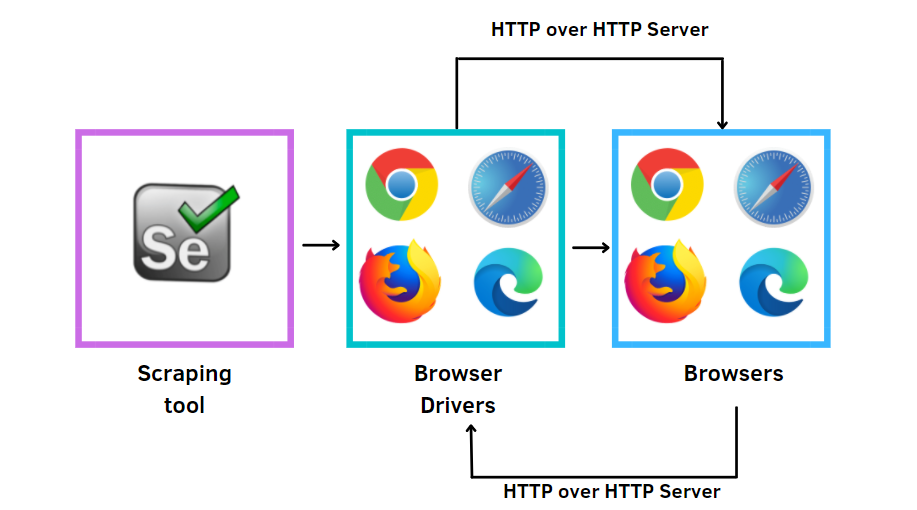 HTTP over HTTP Server
Se
Scraping
tool
Browser
Drivers
Browsers
HTTP over HTTP Server